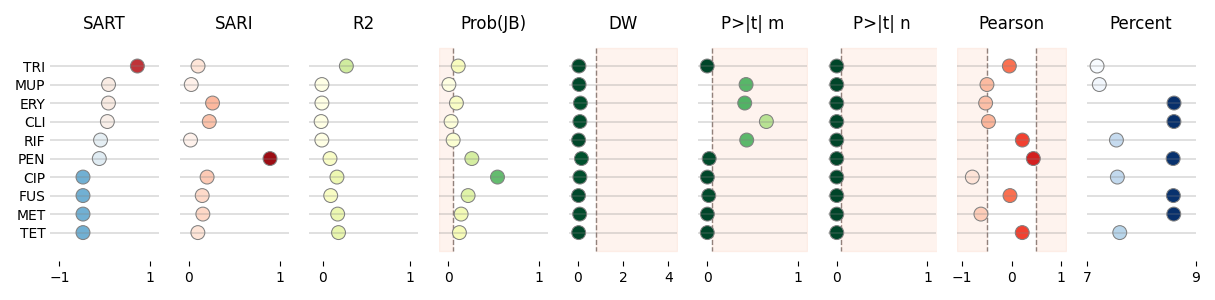 SART SARI R2 Prob(JB) DW P>|t| m P>|t| n Pearson Percent
TRI
MUP
ERY
CLI
RIF
PEN
CIP
FUS
MET
TET
−1 1 0 1 0 1 0 1 0 2 4 0 1 0 1 −1 0 1 7 9